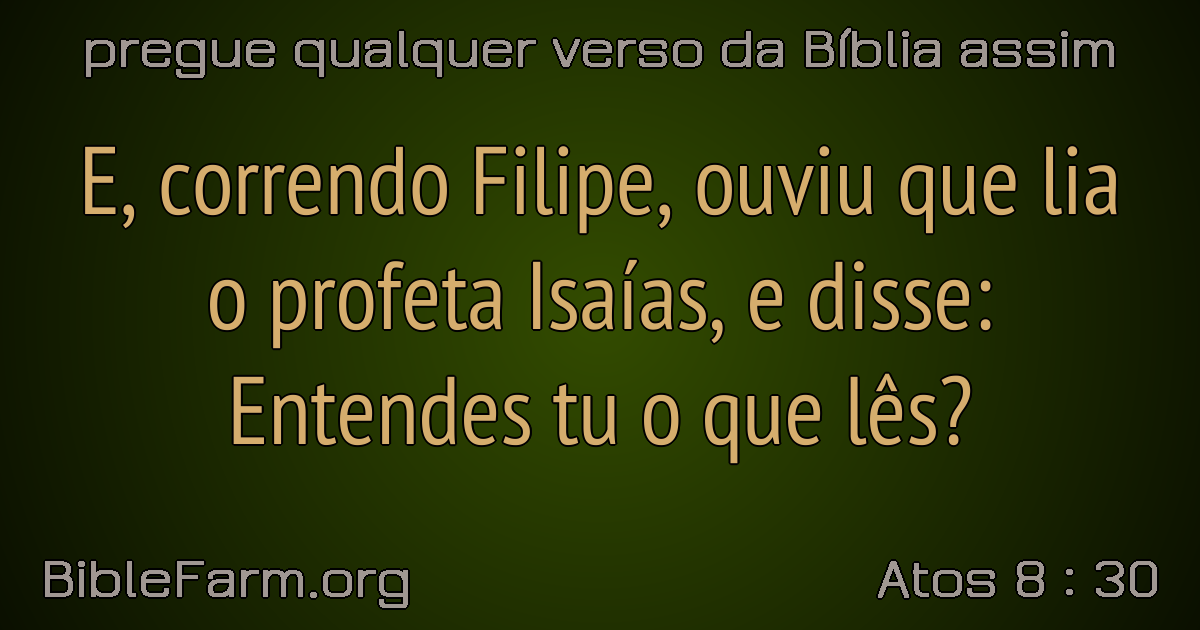 pregue qualquer verso da Bíblia assim
E, correndo Filipe, ouviu que lia
o profeta Isaías, e disse:
Entendes tu o que lês?
BibleFarm.org
Atos 8 : 30